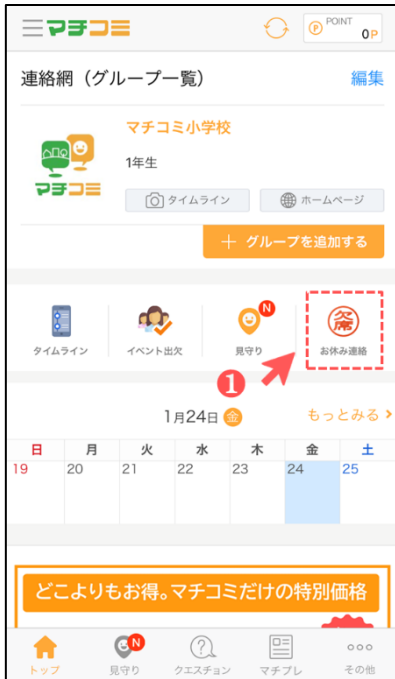 マチコミ
POINT
P 0P
連絡網（グループ一覧）
編集
マチコミ小学校
1年生
マチコミ
タイムライン
ホームページ
＋ グループを追加する
N
欠席
タイムライン
イベント出欠
見守り
お休み連絡
1
1月24日 金
もっとみる >
日 月 火 水 木 金 土
19 20 21 22 23 24 25
どこよりもお得。マチコミだけの特別価格
N
トップ
見守り
クエスチョン
マチプレ
その他